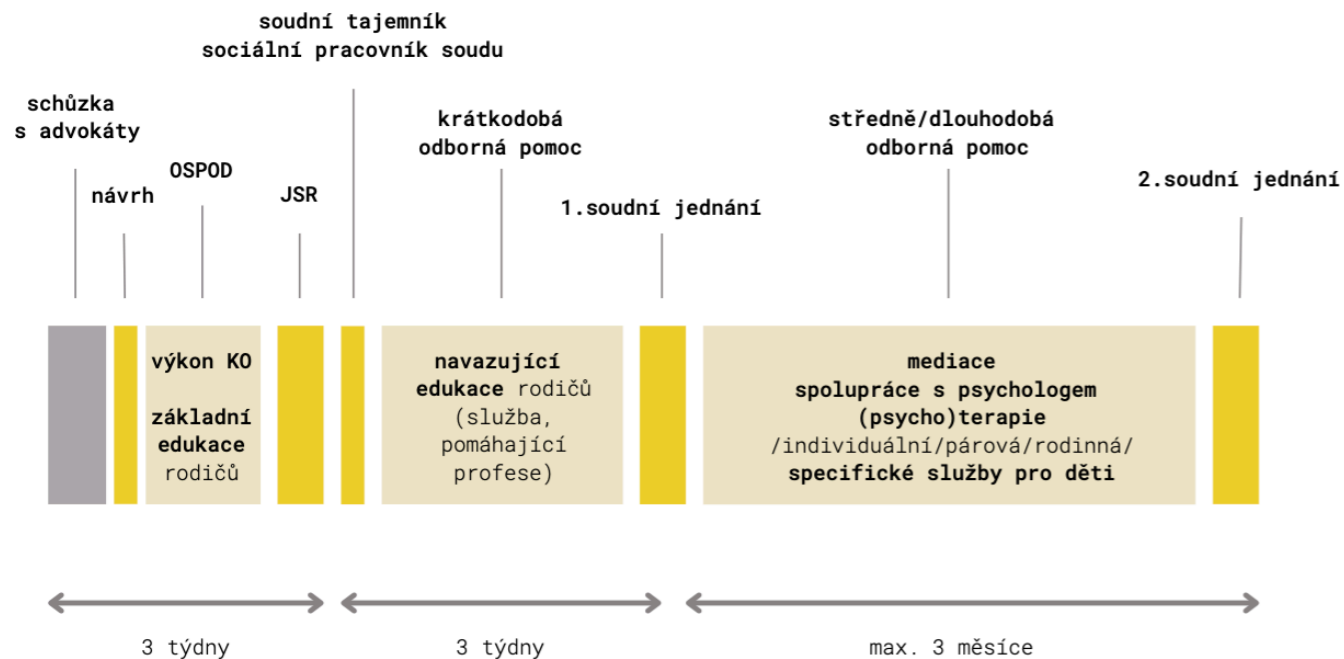 soudní tajemník
sociální pracovník soudu
schůzka
s advokáty
návrh
OSPOD
JSR
krátkodobá
odborná pomoc
1.soudní jednání
středně/dlouhodobá
odborná pomoc
2.soudní jednání
výkon KO
základní
edukace
rodičů
navazující
edukace rodičů
(služba,
pomáhající
profese)
mediace
spolupráce s psychologem
(psycho)terapie
/individuální/párová/rodinná/
specifické služby pro děti
3 týdny
3 týdny
max. 3 měsíce